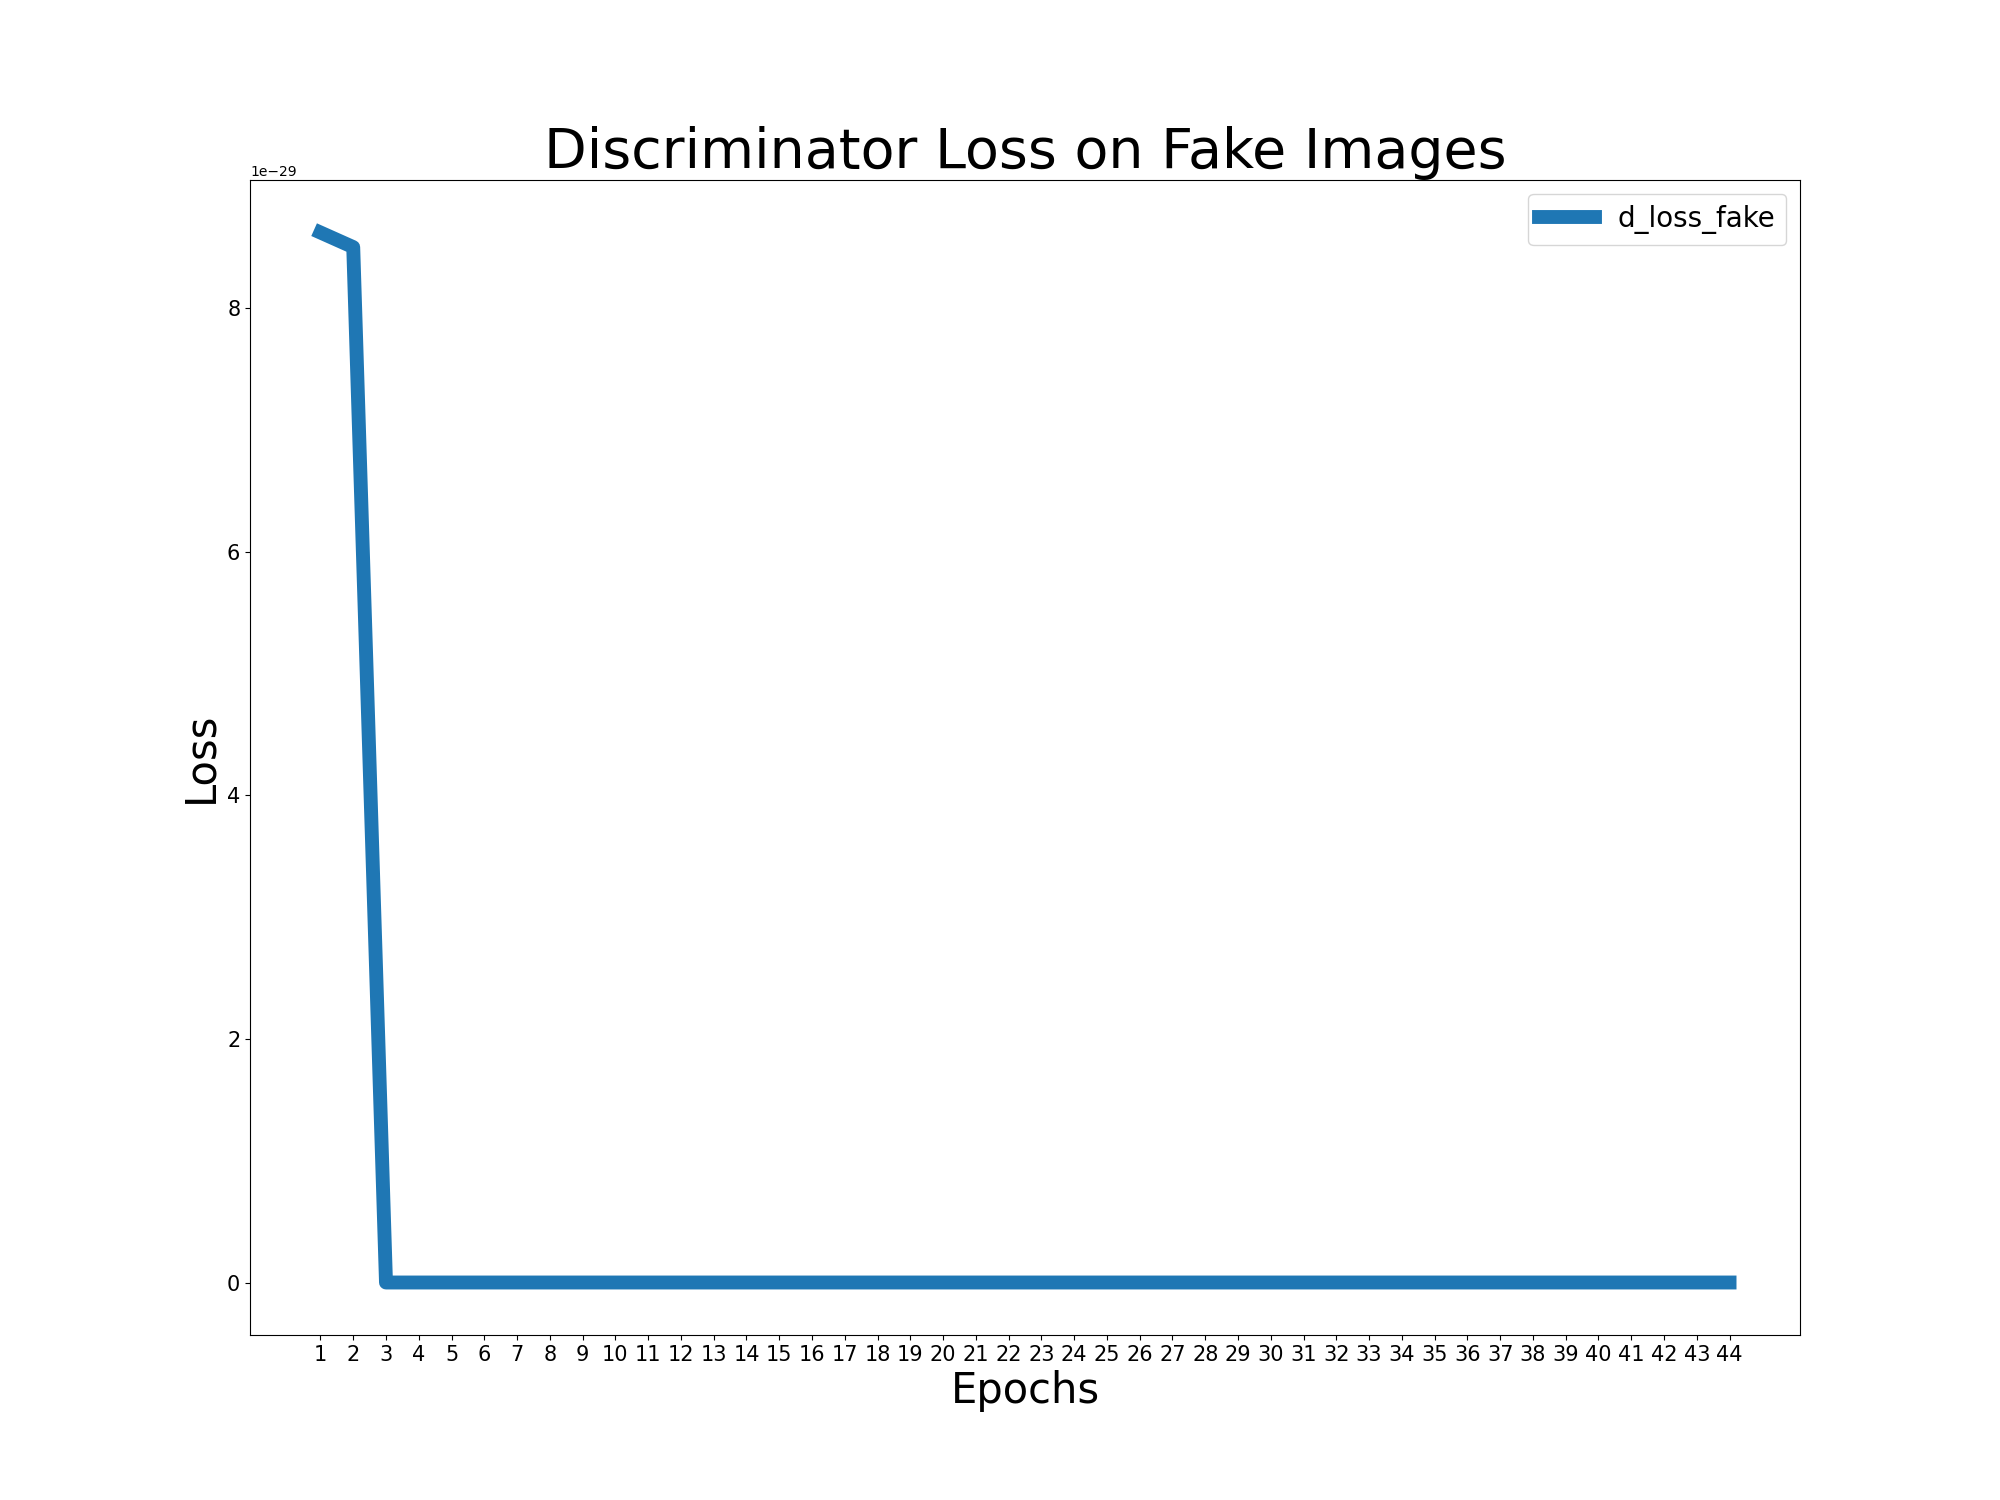 Discriminator Loss on Fake Images
1e−29
d_loss_fake
8
6
4
2
0
Loss
1 2 3 4 5 6 7 8 9 10 11 12 13 14 15 16 17 18 19 20 21 22 23 24 25 26 27 28 29 30 31 32 33 34 35 36 37 38 39 40 41 42 43 44
Epochs